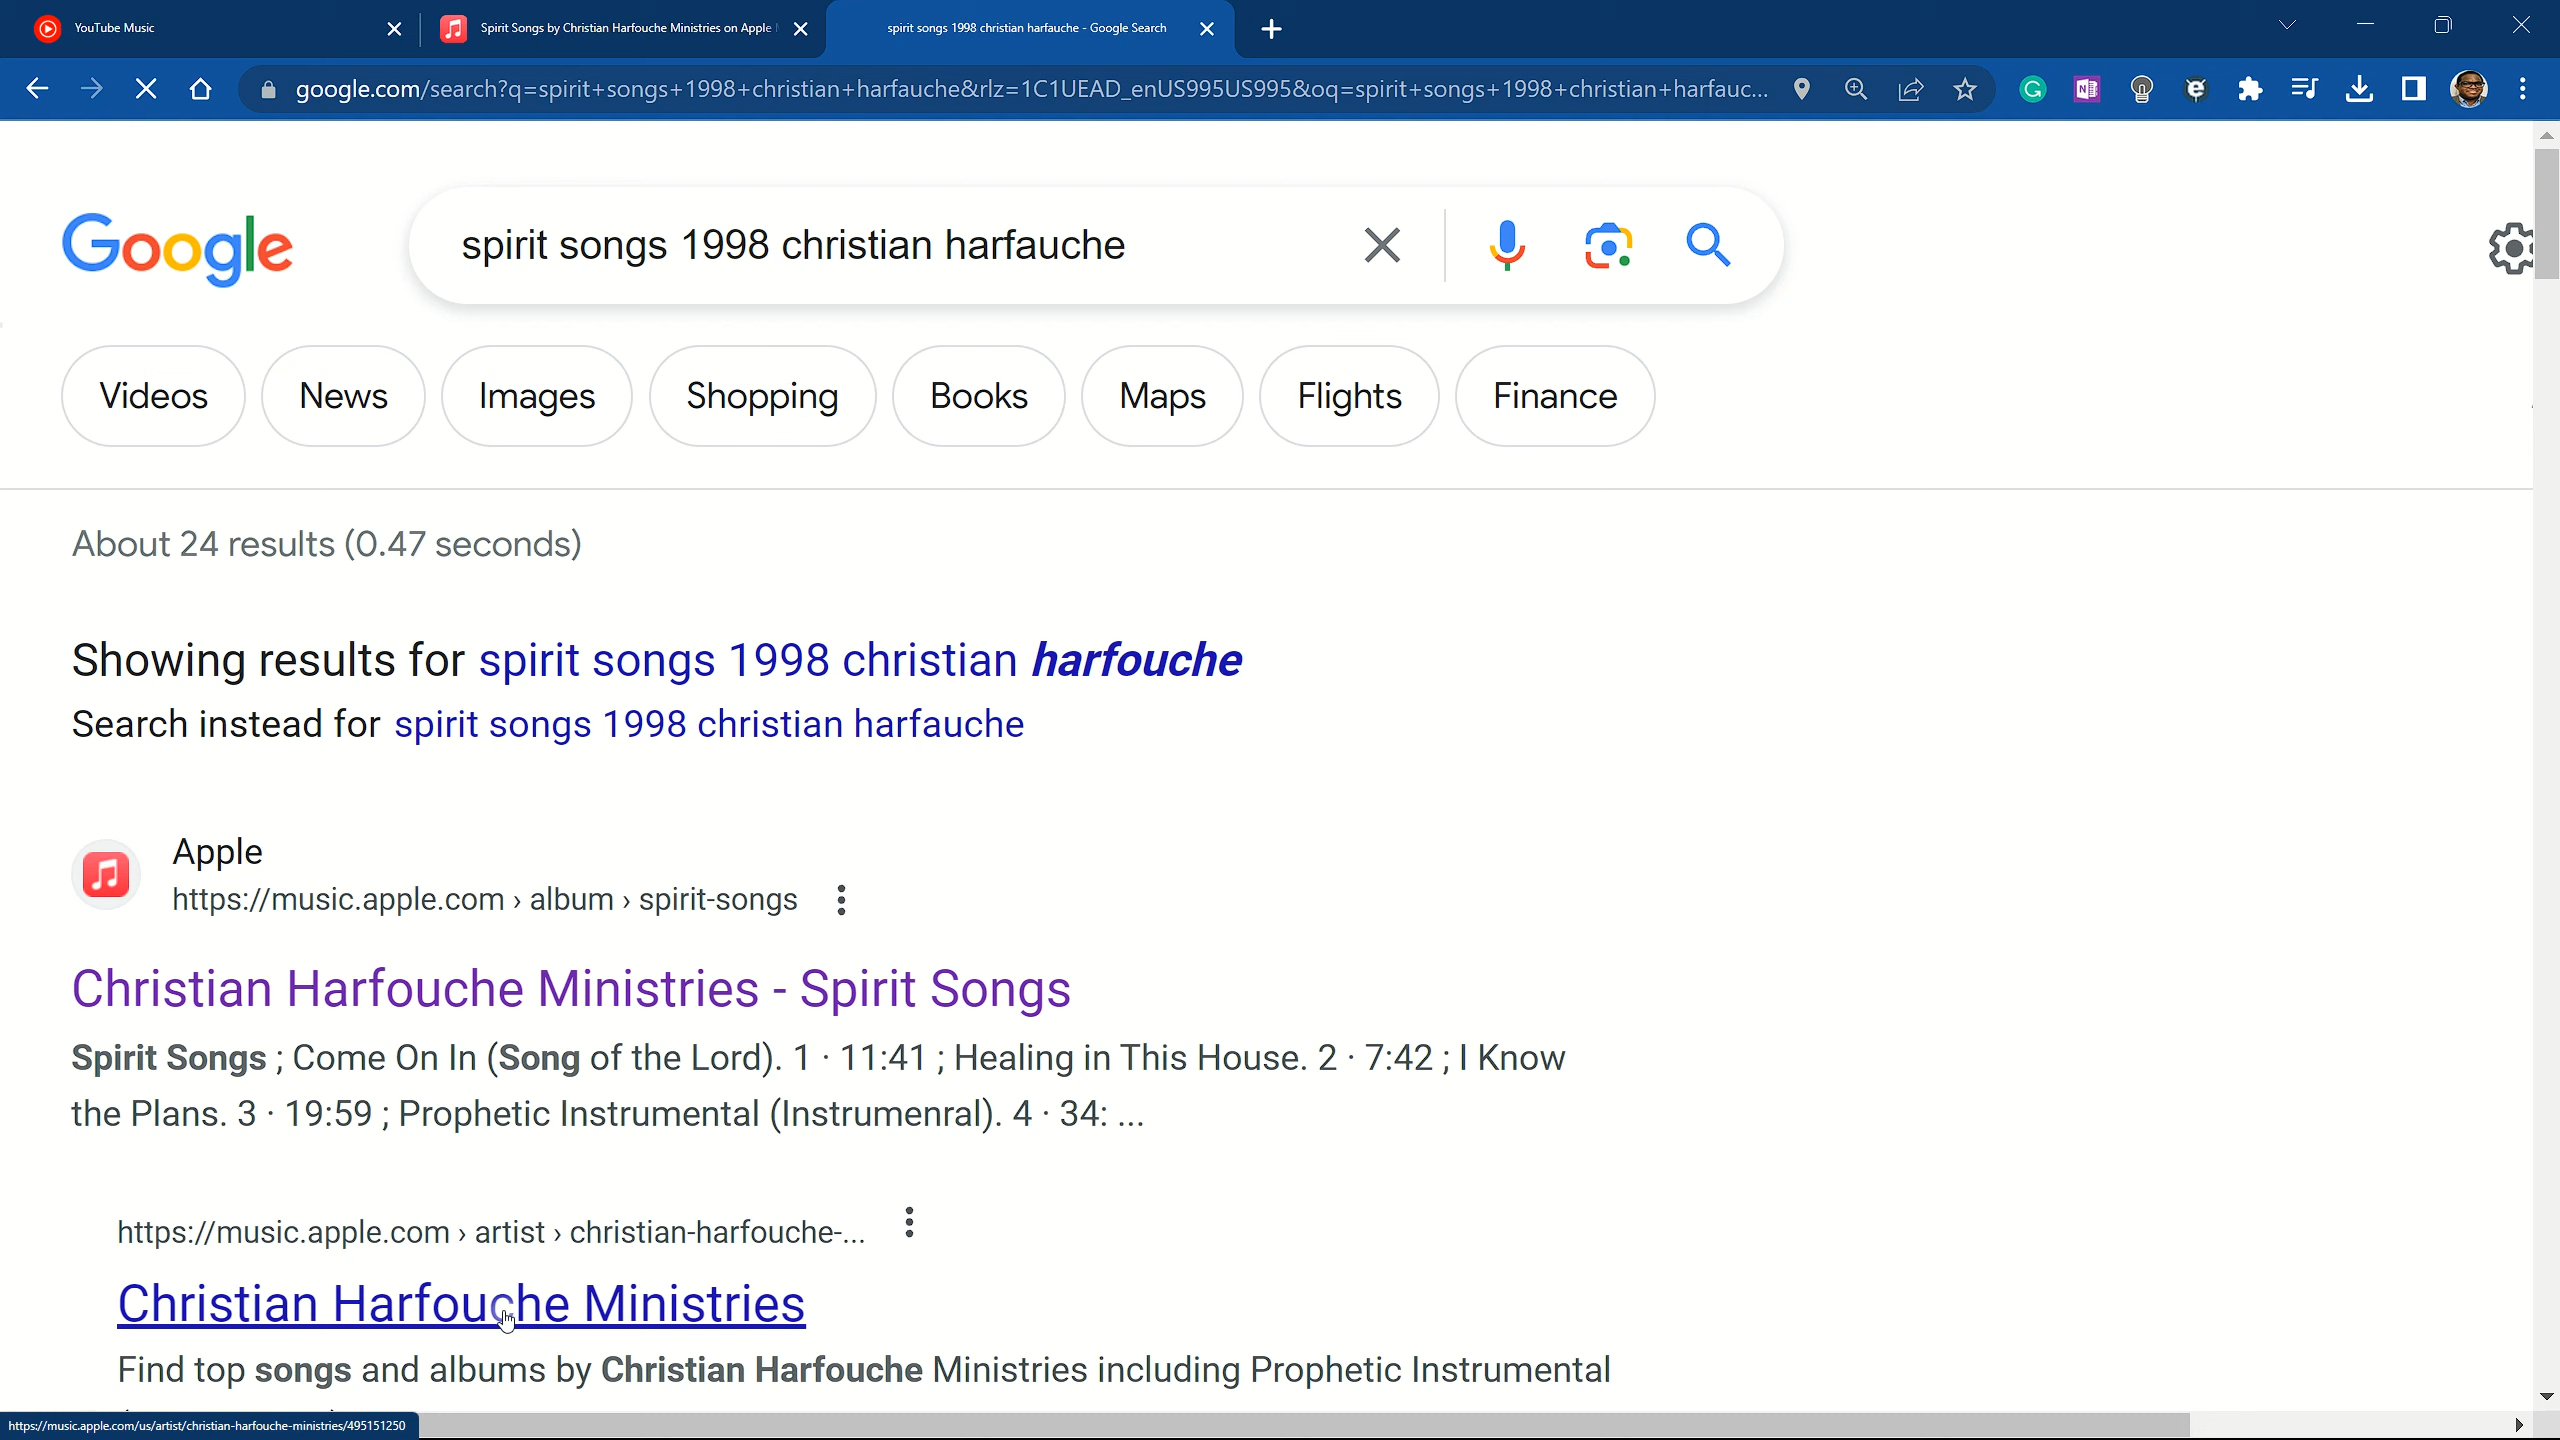 YouTube Music
Spirit Songs by Christian Harfouche Ministries on Apple
spirit songs 1998 christian harfauche - Google Search
google.com/search?q=spirit+songs+1998+christian+harfauche&rlz=1C1UEAD_enUS995US995&oq=spirit+songs+1998+christian+harfauc...
Google
spirit songs 1998 christian harfauche
Videos
News
Images
Shopping
Books
Maps
Flights
Finance
About 24 results (0.47 seconds)
Showing results for spirit songs 1998 christian harfouche
Search instead for spirit songs 1998 christian harfauche
Apple
https://music.apple.com › album › spirit-songs
Christian Harfouche Ministries - Spirit Songs
Spirit Songs ; Come On In (Song of the Lord). 1 · 11:41 ; Healing in This House. 2 · 7:42 ; I Know
the Plans. 3 · 19:59 ; Prophetic Instrumental (Instrumenral). 4 · 34: ...
https://music.apple.com › artist › christian-harfouche-...
Christian Harfouche Ministries
Find top songs and albums by Christian Harfouche Ministries including Prophetic Instrumental
https://music.apple.com/us/artist/christian-harfouche-ministries/495151250